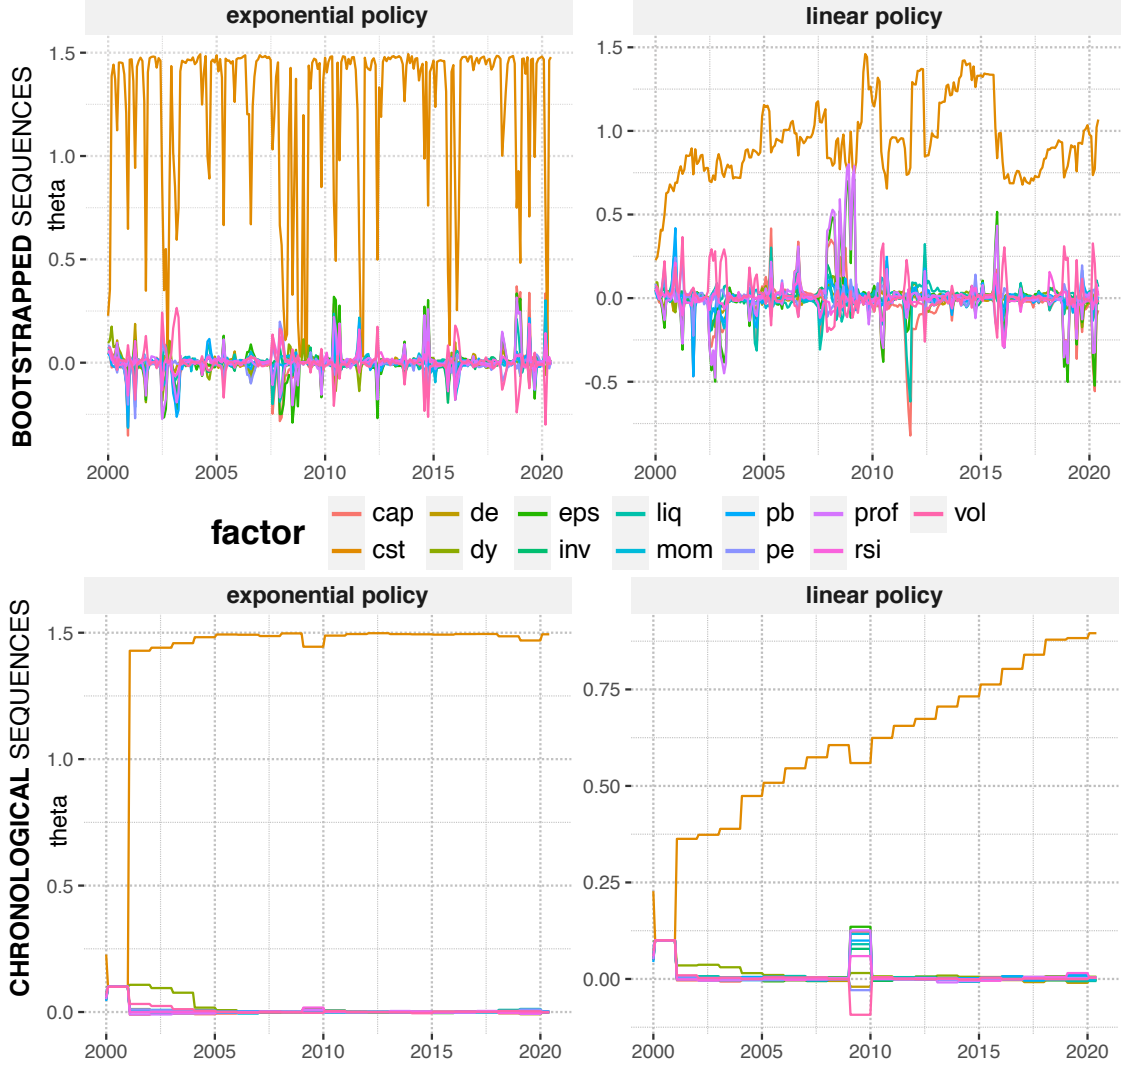 exponential policy
linear policy
BOOTSTRAPPED SEQUENCES
theta
1.5
1.0
0.5
0.0
1.5
1.0
0.5
0.0
-0.5
2000 2005 2010 2015 2020
2000 2005 2010 2015 2020
factor
cap de eps liq pb prof vol
cst dy inv mom pe rsi
exponential policy
linear policy
CHRONOLOGICAL SEQUENCES
theta
1.5
1.0
0.5
0.0
0.75
0.50
0.25
0.00
2000 2005 2010 2015 2020
2000 2005 2010 2015 2020